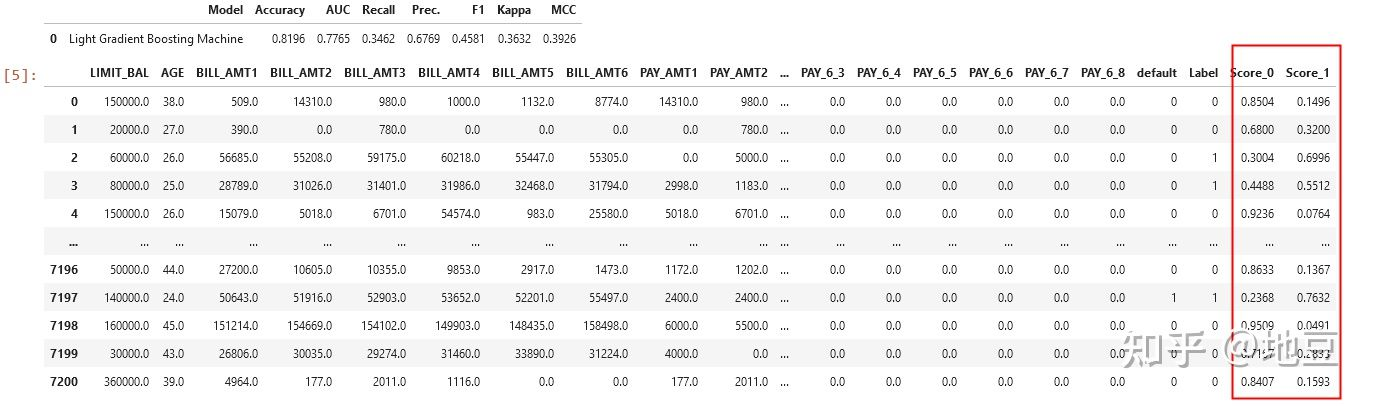 Model Accuracy AUC Recall Prec. F1 Kappa MCC
0 Light Gradient Boosting Machine 0.8196 0.7765 0.3462 0.6769 0.4581 0.3632 0.3926
[5]: LIMIT_BAL AGE BILL_AMT1 BILL_AMT2 BILL_AMT3 BILL_AMT4 BILL_AMT5 BILL_AMT6 PAY_AMT1 PAY_AMT2 ... PAY_6_3 PAY_6_4 PAY_6_5 PAY_6_6 PAY_6_7 PAY_6_8 default Label Score_0 Score_1
0 150000.0 38.0 509.0 14310.0 980.0 1000.0 1132.0 8774.0 14310.0 980.0 ... 0.0 0.0 0.0 0.0 0.0 0.0 0 0 0.8504 0.1496
1 20000.0 27.0 390.0 0.0 780.0 0.0 0.0 0.0 0.0 780.0 ... 0.0 0.0 0.0 0.0 0.0 0.0 0 0 0.6800 0.3200
2 60000.0 26.0 56685.0 55208.0 59175.0 60218.0 55447.0 55305.0 0.0 5000.0 ... 0.0 0.0 0.0 0.0 0.0 0.0 0 1 0.3004 0.6996
3 80000.0 25.0 28789.0 31026.0 31401.0 31986.0 32468.0 31794.0 2998.0 1183.0 ... 0.0 0.0 0.0 0.0 0.0 0.0 0 1 0.4488 0.5512
4 150000.0 26.0 15079.0 5018.0 6701.0 54574.0 983.0 25580.0 5018.0 6701.0 ... 0.0 0.0 0.0 0.0 0.0 0.0 0 0 0.9236 0.0764
... ... ... ... ... ... ... ... ... ... ... ... ... ... ... ... ... ... ... ... ... ...
7196 50000.0 44.0 27200.0 10605.0 10355.0 9853.0 2917.0 1473.0 1172.0 1202.0 ... 0.0 0.0 0.0 0.0 0.0 0.0 0 0 0.8633 0.1367
7197 140000.0 24.0 50643.0 51916.0 52903.0 53652.0 52201.0 55497.0 2400.0 2400.0 ... 0.0 0.0 0.0 0.0 0.0 0.0 1 1 0.2368 0.7632
7198 160000.0 45.0 151214.0 154669.0 154102.0 149903.0 148435.0 158498.0 6000.0 5500.0 ... 0.0 0.0 0.0 0.0 0.0 0.0 0 0 0.9509 0.0491
7199 30000.0 43.0 26806.0 30035.0 29274.0 31460.0 33890.0 31224.0 4000.0 0.0 ... 0.0 0.0 0.0 0.0 0.0 0.0 0 0
7200 360000.0 39.0 4964.0 177.0 2011.0 1116.0 0.0 0.0 177.0 2011.0 ... 0.0 0.0 0.0 0.0 0.0 0.0 0 0 0.8407 0.1593
知乎 @地豆